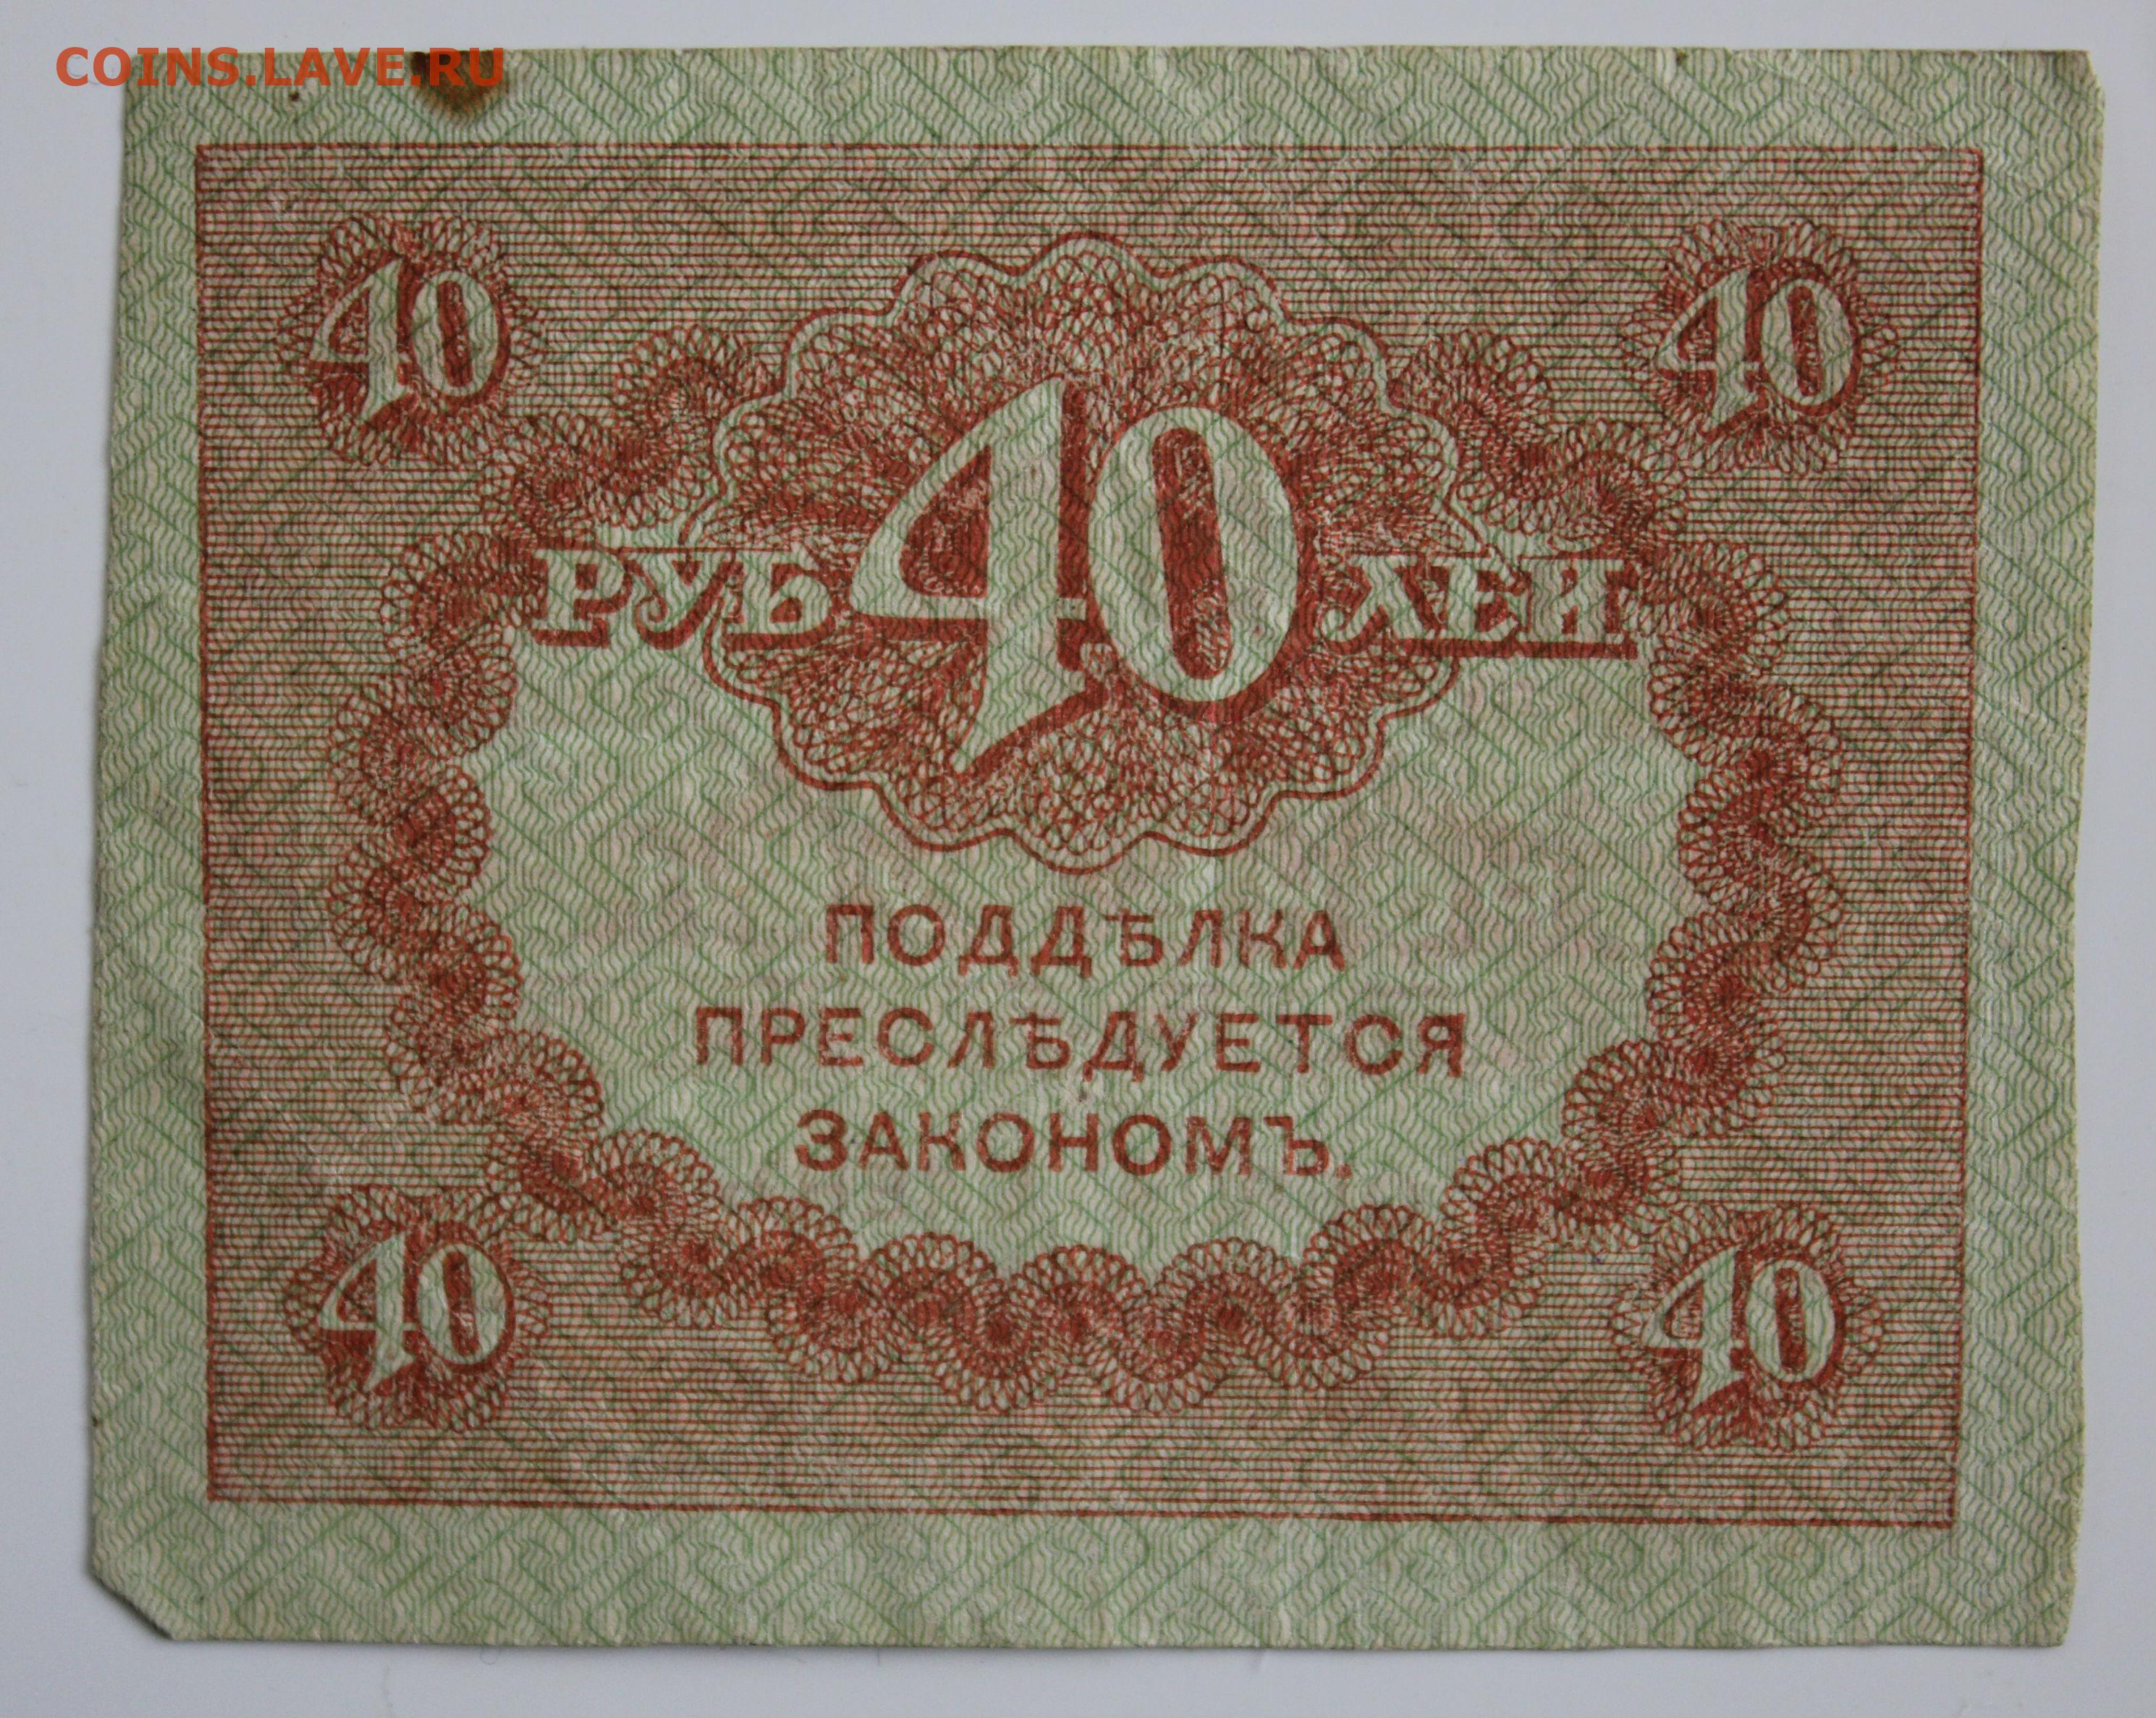 COINS.LAVE.RU
40 40
РУБ 40 ЛЕЙ
ПОДДѢЛКА
ПРЕСЛѢДУЕТСЯ
ЗАКОНОМЪ.
40 40